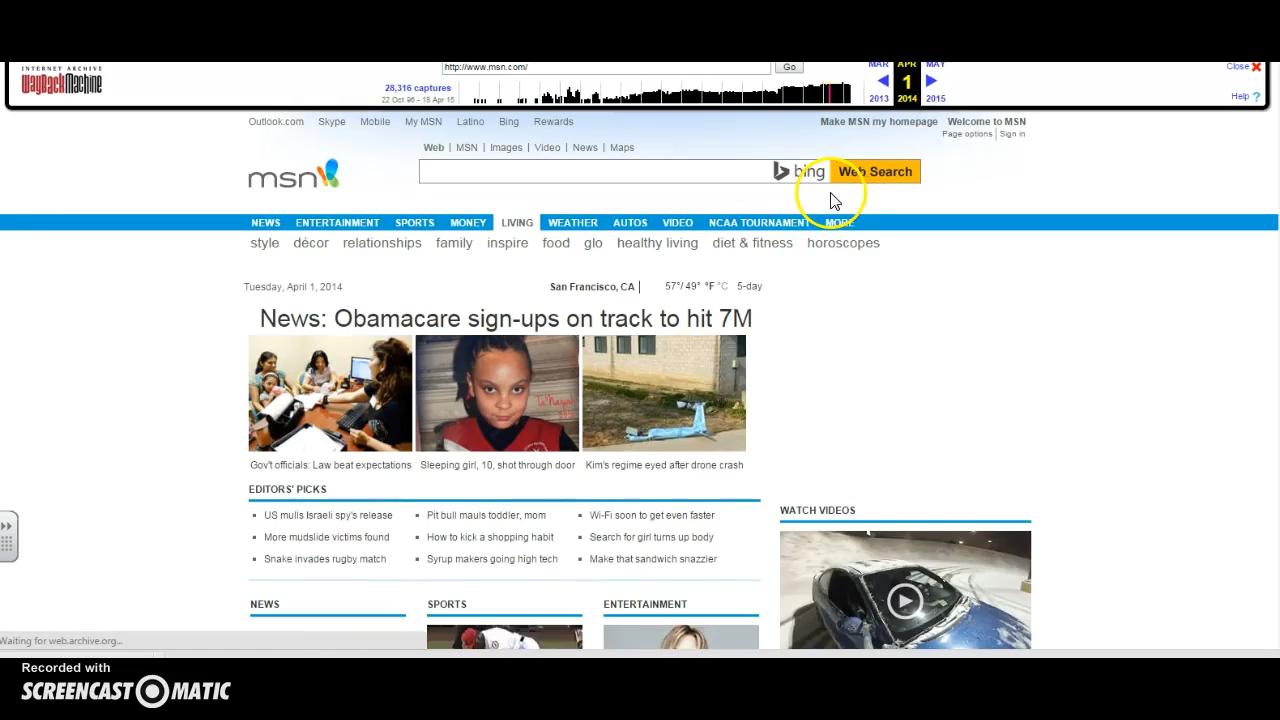 INTERNET ARCHIVE
WayBackMachine
http://www.msn.com/
Go
MAR
APR
MAY
Close
28,316 captures
22 Oct 96 - 18 Apr 15
1
2013
2014
2015
Help ?
Outlook.com Skype Mobile My MSN Latino Bing Rewards
Make MSN my homepage Welcome to MSN
Page options | Sign in
Web | MSN | Images | Video | News | Maps
msn
bing
Web Search
NEWS ENTERTAINMENT SPORTS MONEY LIVING WEATHER AUTOS VIDEO NCAA TOURNAMENT MORE
style décor relationships family inspire food glo healthy living diet & fitness horoscopes
Tuesday, April 1, 2014
San Francisco, CA | 57°/ 49° °F °C 5-day
News: Obamacare sign-ups on track to hit 7M
Gov't officials: Law beat expectations
Sleeping girl, 10, shot through door
Kim's regime eyed after drone crash
EDITORS' PICKS
US mulls Israeli spy's release
Pit bull mauls toddler, mom
Wi-Fi soon to get even faster
More mudslide victims found
How to kick a shopping habit
Search for girl turns up body
Snake invades rugby match
Syrup makers going high tech
Make that sandwich snazzier
WATCH VIDEOS
NEWS
SPORTS
ENTERTAINMENT
Waiting for web.archive.org...
Recorded with
SCREENCAST MATIC